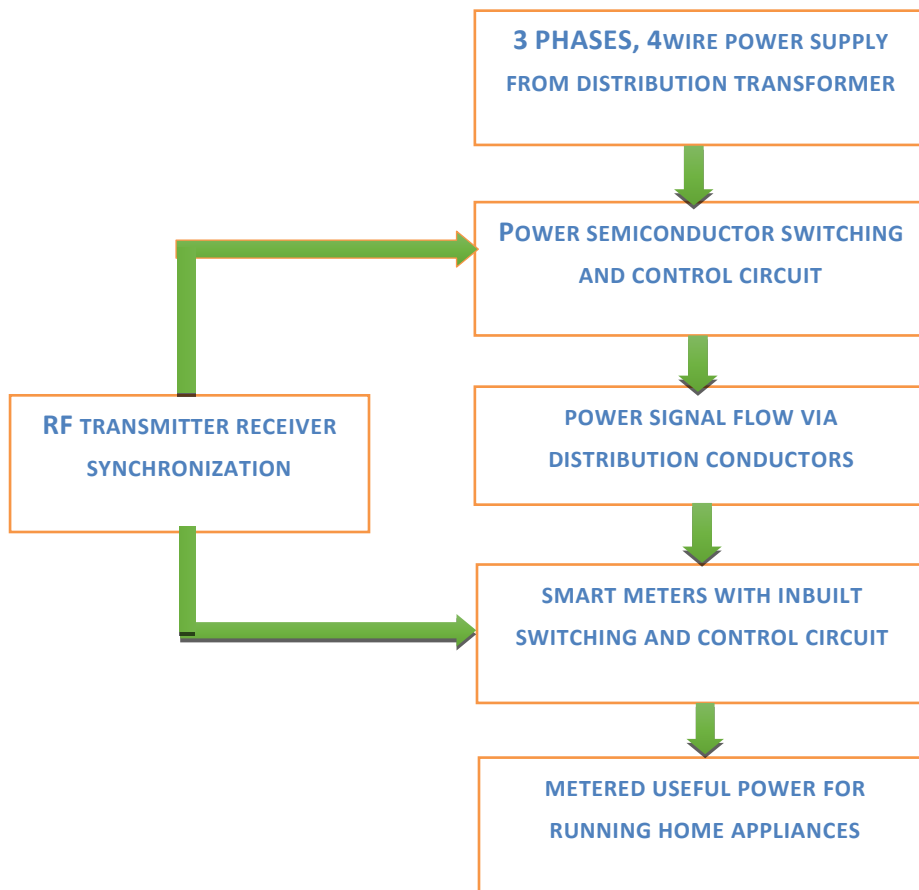 3 PHASES, 4WIRE POWER SUPPLY
FROM DISTRIBUTION TRANSFORMER
POWER SEMICONDUCTOR SWITCHING
AND CONTROL CIRCUIT
RF TRANSMITTER RECEIVER
SYNCHRONIZATION
POWER SIGNAL FLOW VIA
DISTRIBUTION CONDUCTORS
SMART METERS WITH INBUILT
SWITCHING AND CONTROL CIRCUIT
METERED USEFUL POWER FOR
RUNNING HOME APPLIANCES